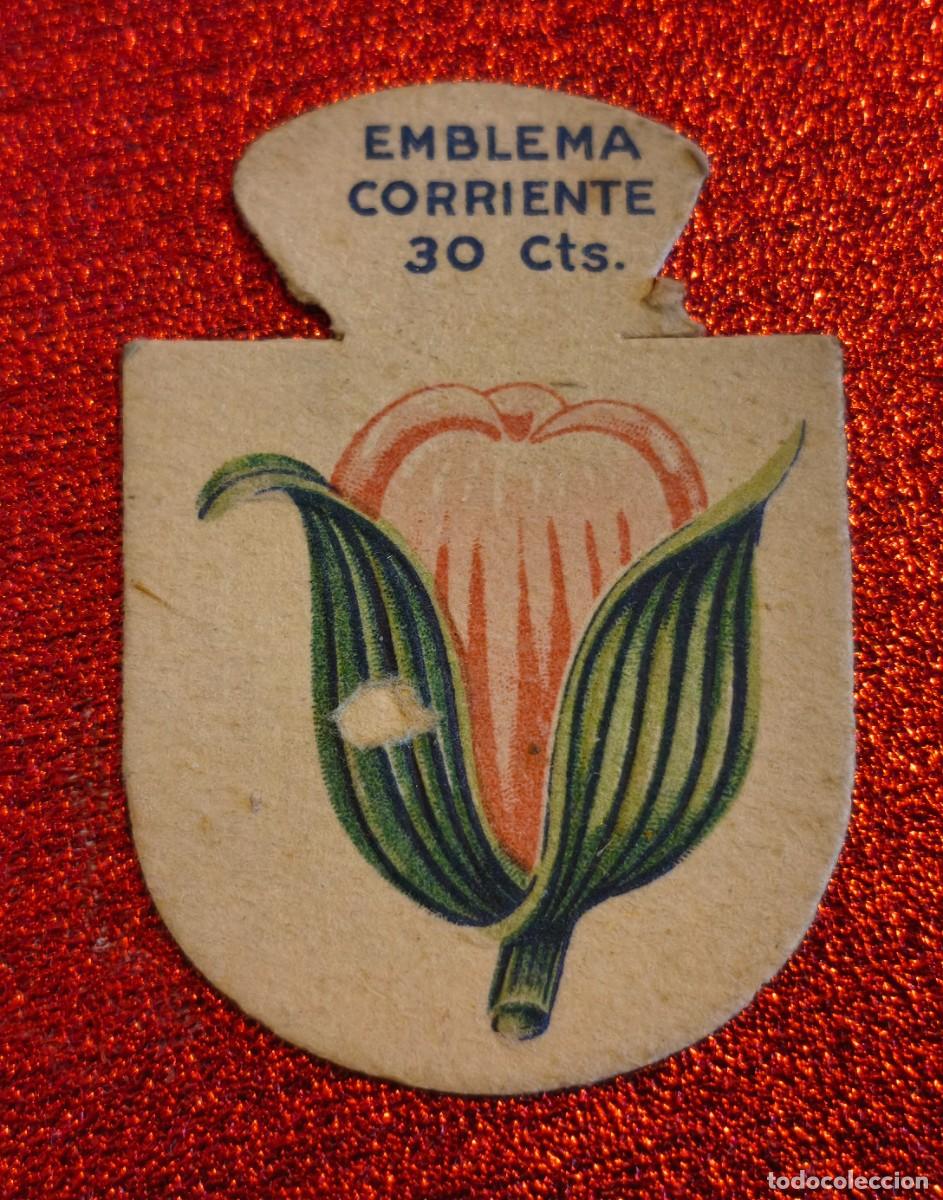 EMBLEMA
CORRIENTE
30 Cts.
todocoleccion